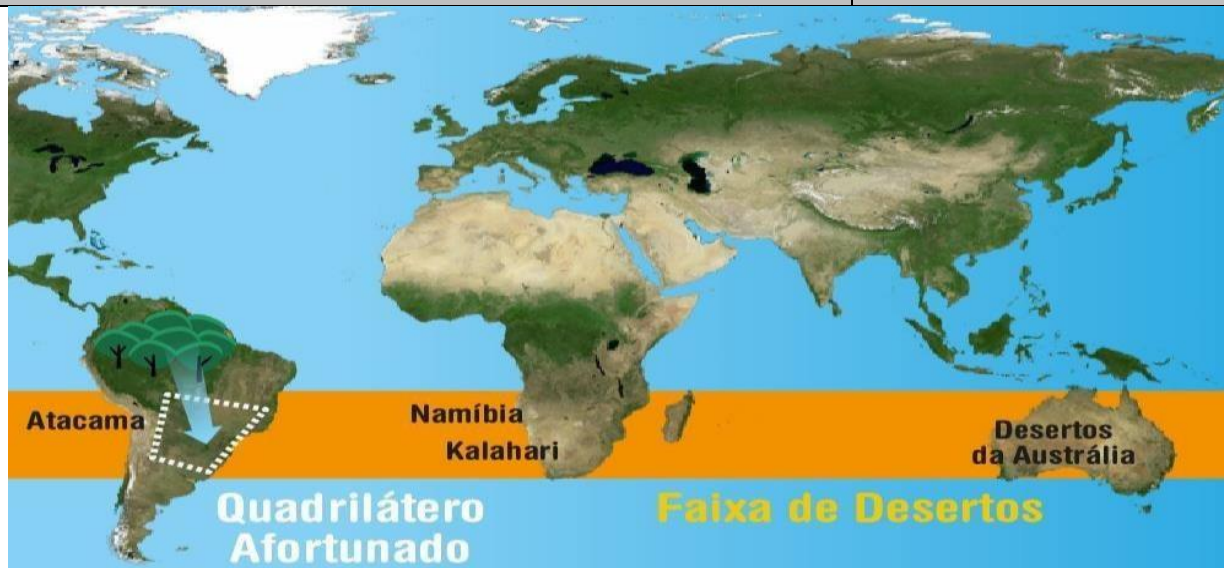 Atacama
Namíbia
Kalahari
Desertos
da Austrália
Quadrilátero
Afortunado
Faixa de Desertos